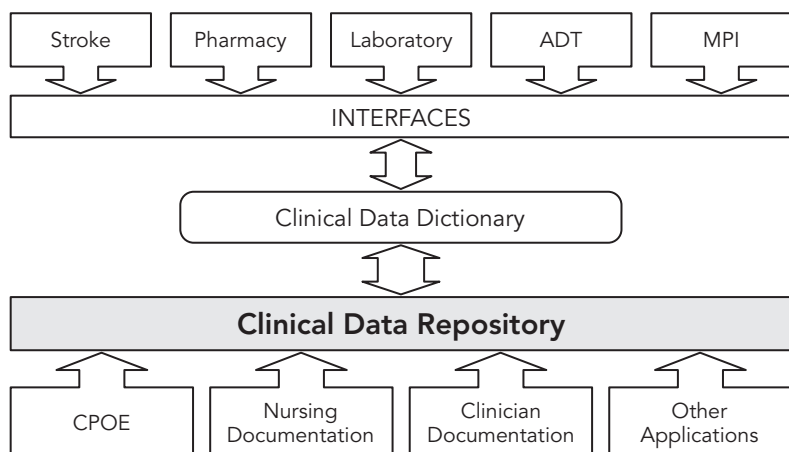 Stroke
Pharmacy
Laboratory
ADT
MPI
INTERFACES
Clinical Data Dictionary
Clinical Data Repository
CPOE
Nursing
Documentation
Clinician
Documentation
Other
Applications